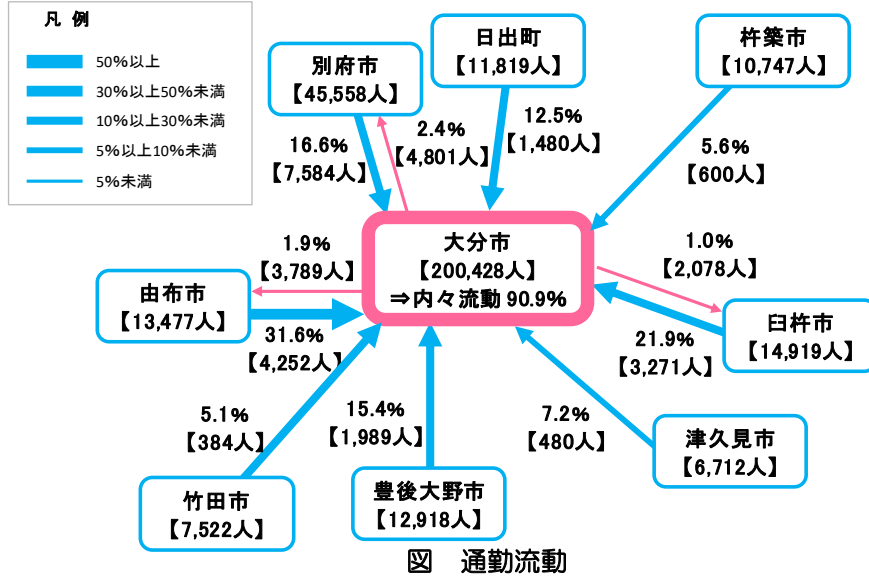 凡 例
50%以上
30%以上50%未満
10%以上30%未満
5%以上10%未満
5%未満
別府市
【45,558人】
日出町
【11,819人】
杵築市
【10,747人】
16.6%
【7,584人】
2.4%
【4,801人】
12.5%
【1,480人】
5.6%
【600人】
大分市
【200,428人】
⇒内々流動 90.9%
1.9%
【3,789人】
1.0%
【2,078人】
由布市
【13,477人】
臼杵市
【14,919人】
31.6%
【4,252人】
21.9%
【3,271人】
5.1%
【384人】
15.4%
【1,989人】
7.2%
【480人】
津久見市
【6,712人】
竹田市
【7,522人】
豊後大野市
【12,918人】
図 通勤流動